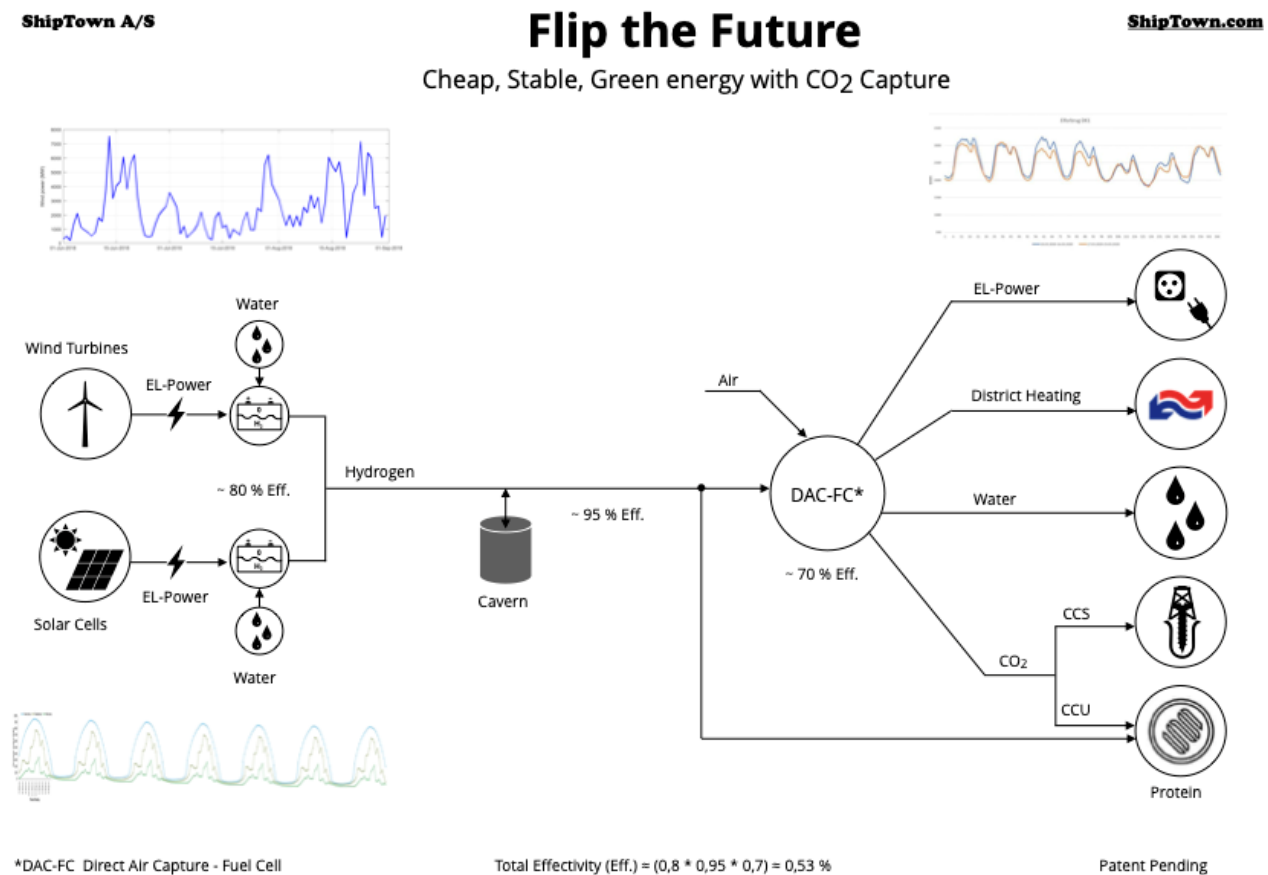 ShipTown A/S
Flip the Future
ShipTown.com
Cheap, Stable, Green energy with CO2 Capture
Water
Wind Turbines
EL-Power
EL-Power
Air
District Heating
Hydrogen
~ 80 % Eff.
DAC-FC*
Water
~ 95 % Eff.
~ 70 % Eff.
EL-Power
Cavern
Solar Cells
CCS
CO2
Water
CCU
Protein
*DAC-FC Direct Air Capture - Fuel Cell
Total Effectivity (Eff.) = (0,8 * 0,95 * 0,7) = 0,53 %
Patent Pending